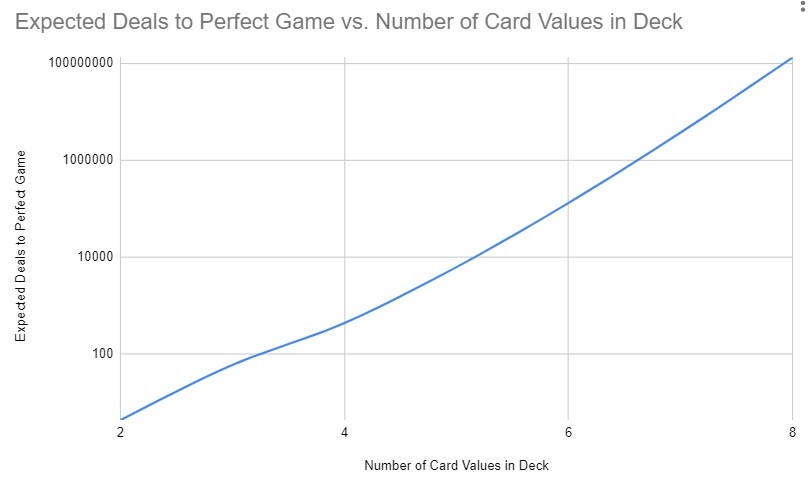 Expected Deals to Perfect Game vs. Number of Card Values in Deck
100000000
1000000
10000
100
Expected Deals to Perfect Game
2 4 6 8
Number of Card Values in Deck